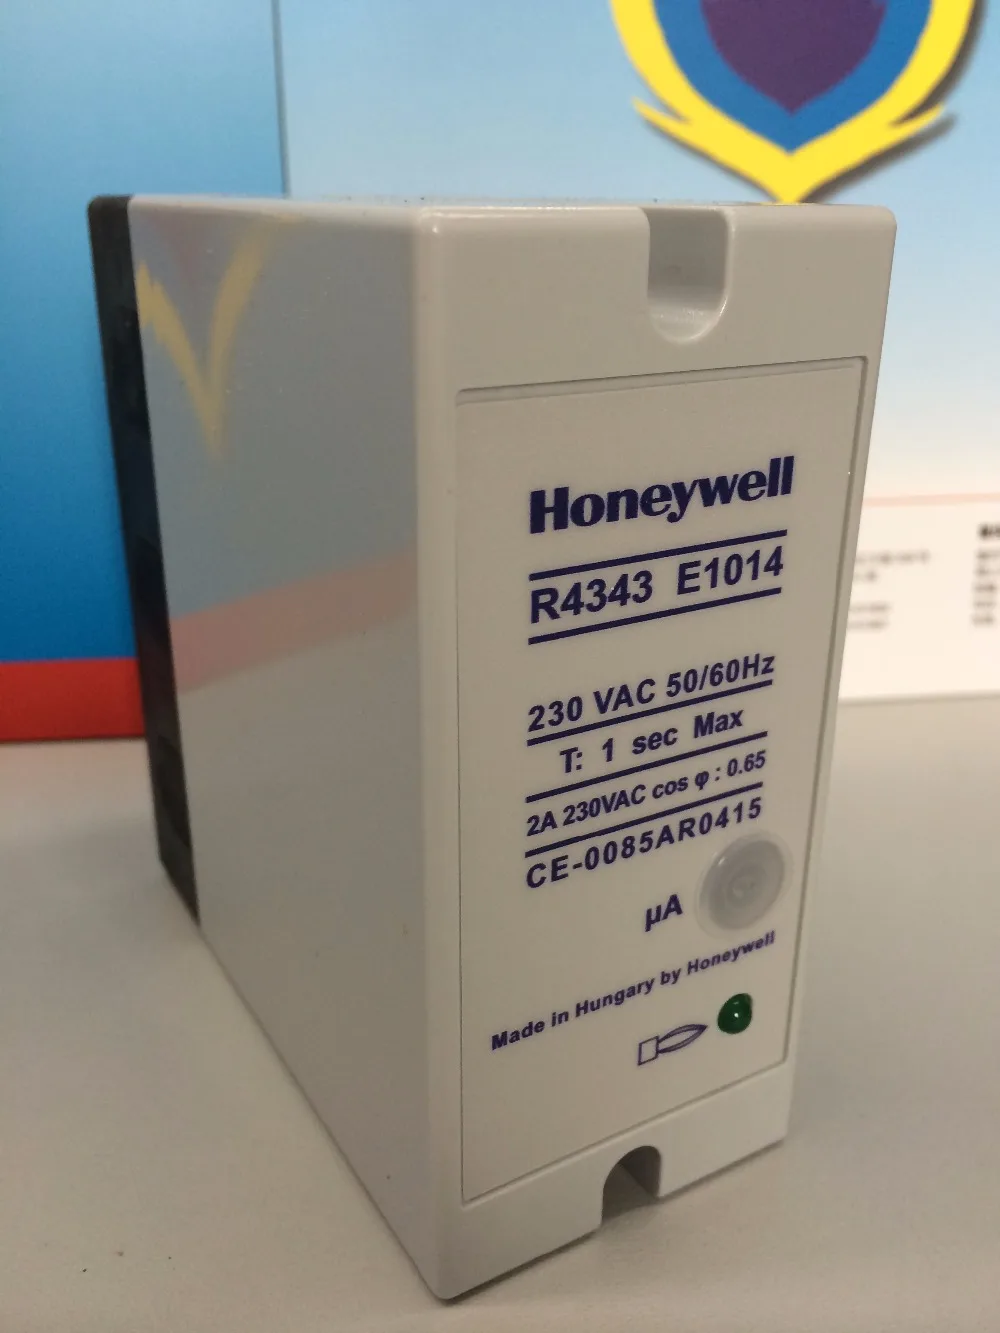 Honeywell
R4343 E1014
230 VAC 50/60Hz
T: 1 sec Max
2A 230VAC cos φ : 0.65
CE-0085AR0415
µA
Made in Hungary by Honeywell